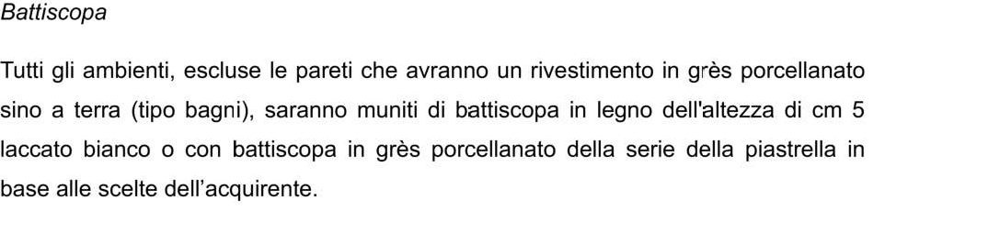 Battiscopa
Tutti gli ambienti, escluse le pareti che avranno un rivestimento in grès porcellanato
sino a terra (tipo bagni), saranno muniti di battiscopa in legno dell'altezza di cm 5
laccato bianco o con battiscopa in grès porcellanato della serie della piastrella in
base alle scelte dell’acquirente.